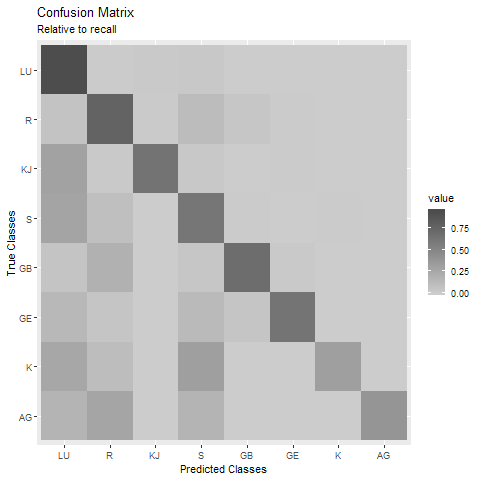 Confusion Matrix
Relative to recall
True Classes
LU
R
KJ
S
GB
GE
K
AG
LU R KJ S GB GE K AG
Predicted Classes
value
0.75
0.50
0.25
0.00